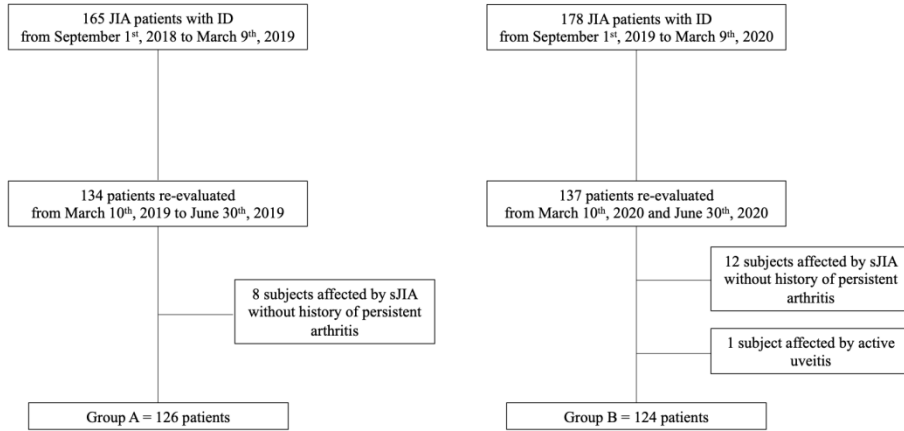 165 JIA patients with ID
from September 1st, 2018 to March 9th, 2019
134 patients re-evaluated
from March 10th, 2019 to June 30th, 2019
8 subjects affected by sJIA
without history of persistent
arthritis
Group A = 126 patients
178 JIA patients with ID
from September 1st, 2019 to March 9th, 2020
137 patients re-evaluated
from March 10th, 2020 and June 30th, 2020
12 subjects affected by sJIA
without history of persistent
arthritis
1 subject affected by active
uveitis
Group B = 124 patients